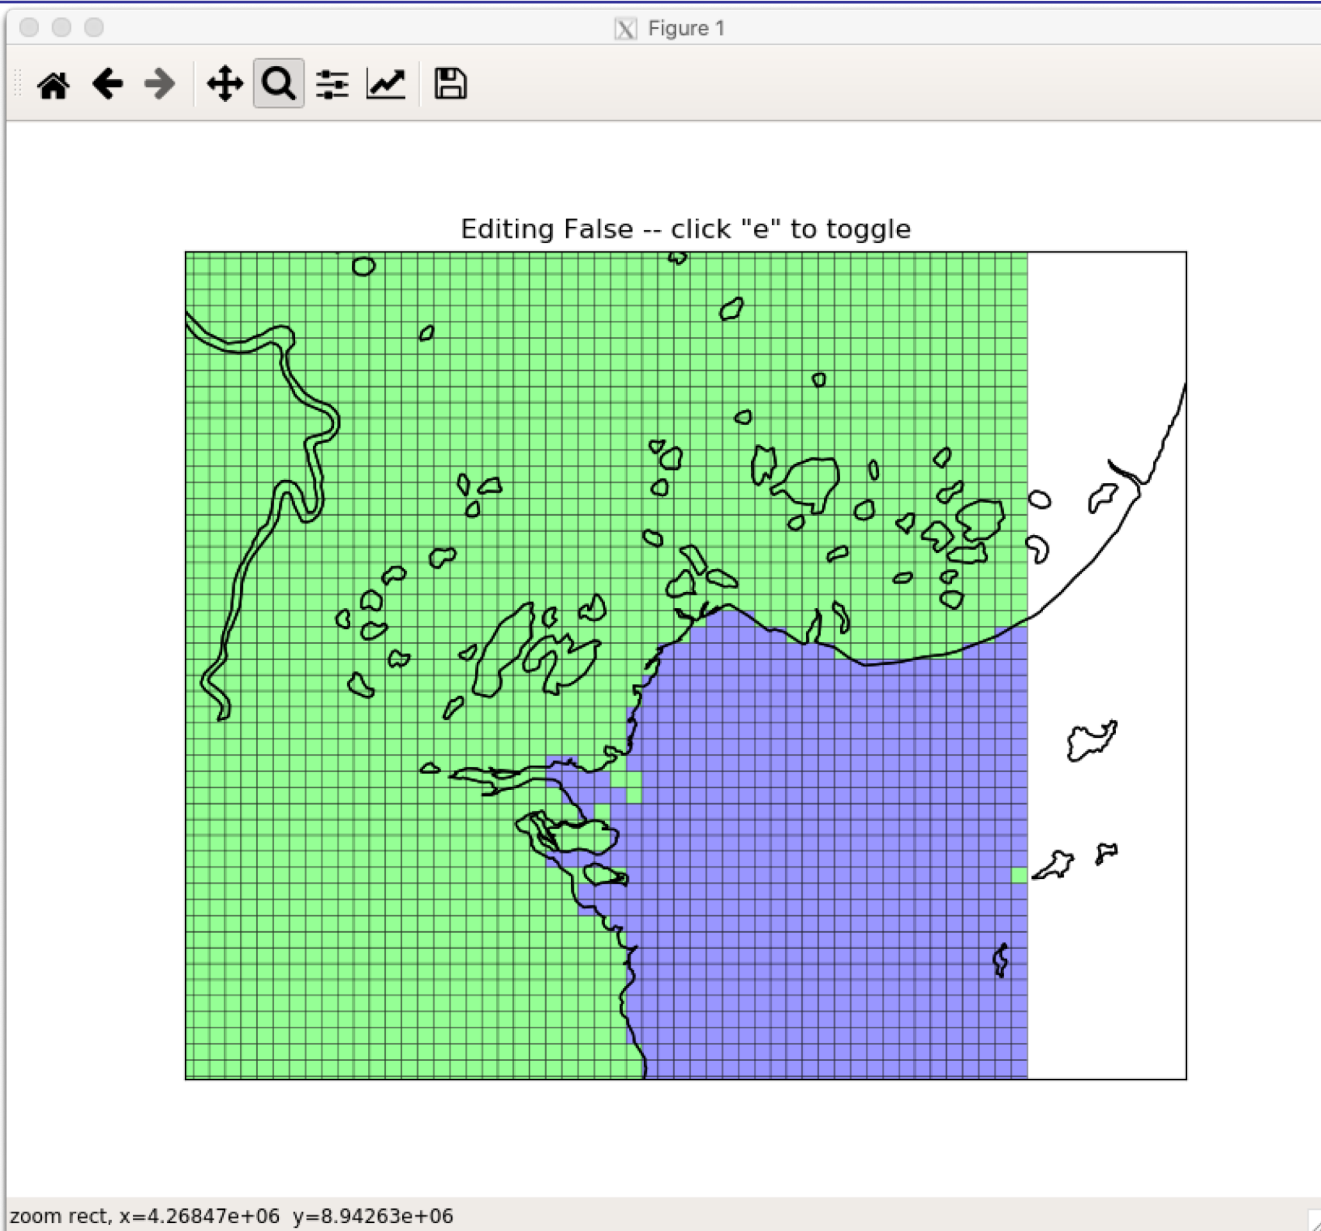 Figure 1
Editing False -- click "e" to toggle
zoom rect, x=4.26847e+06 y=8.94263e+06